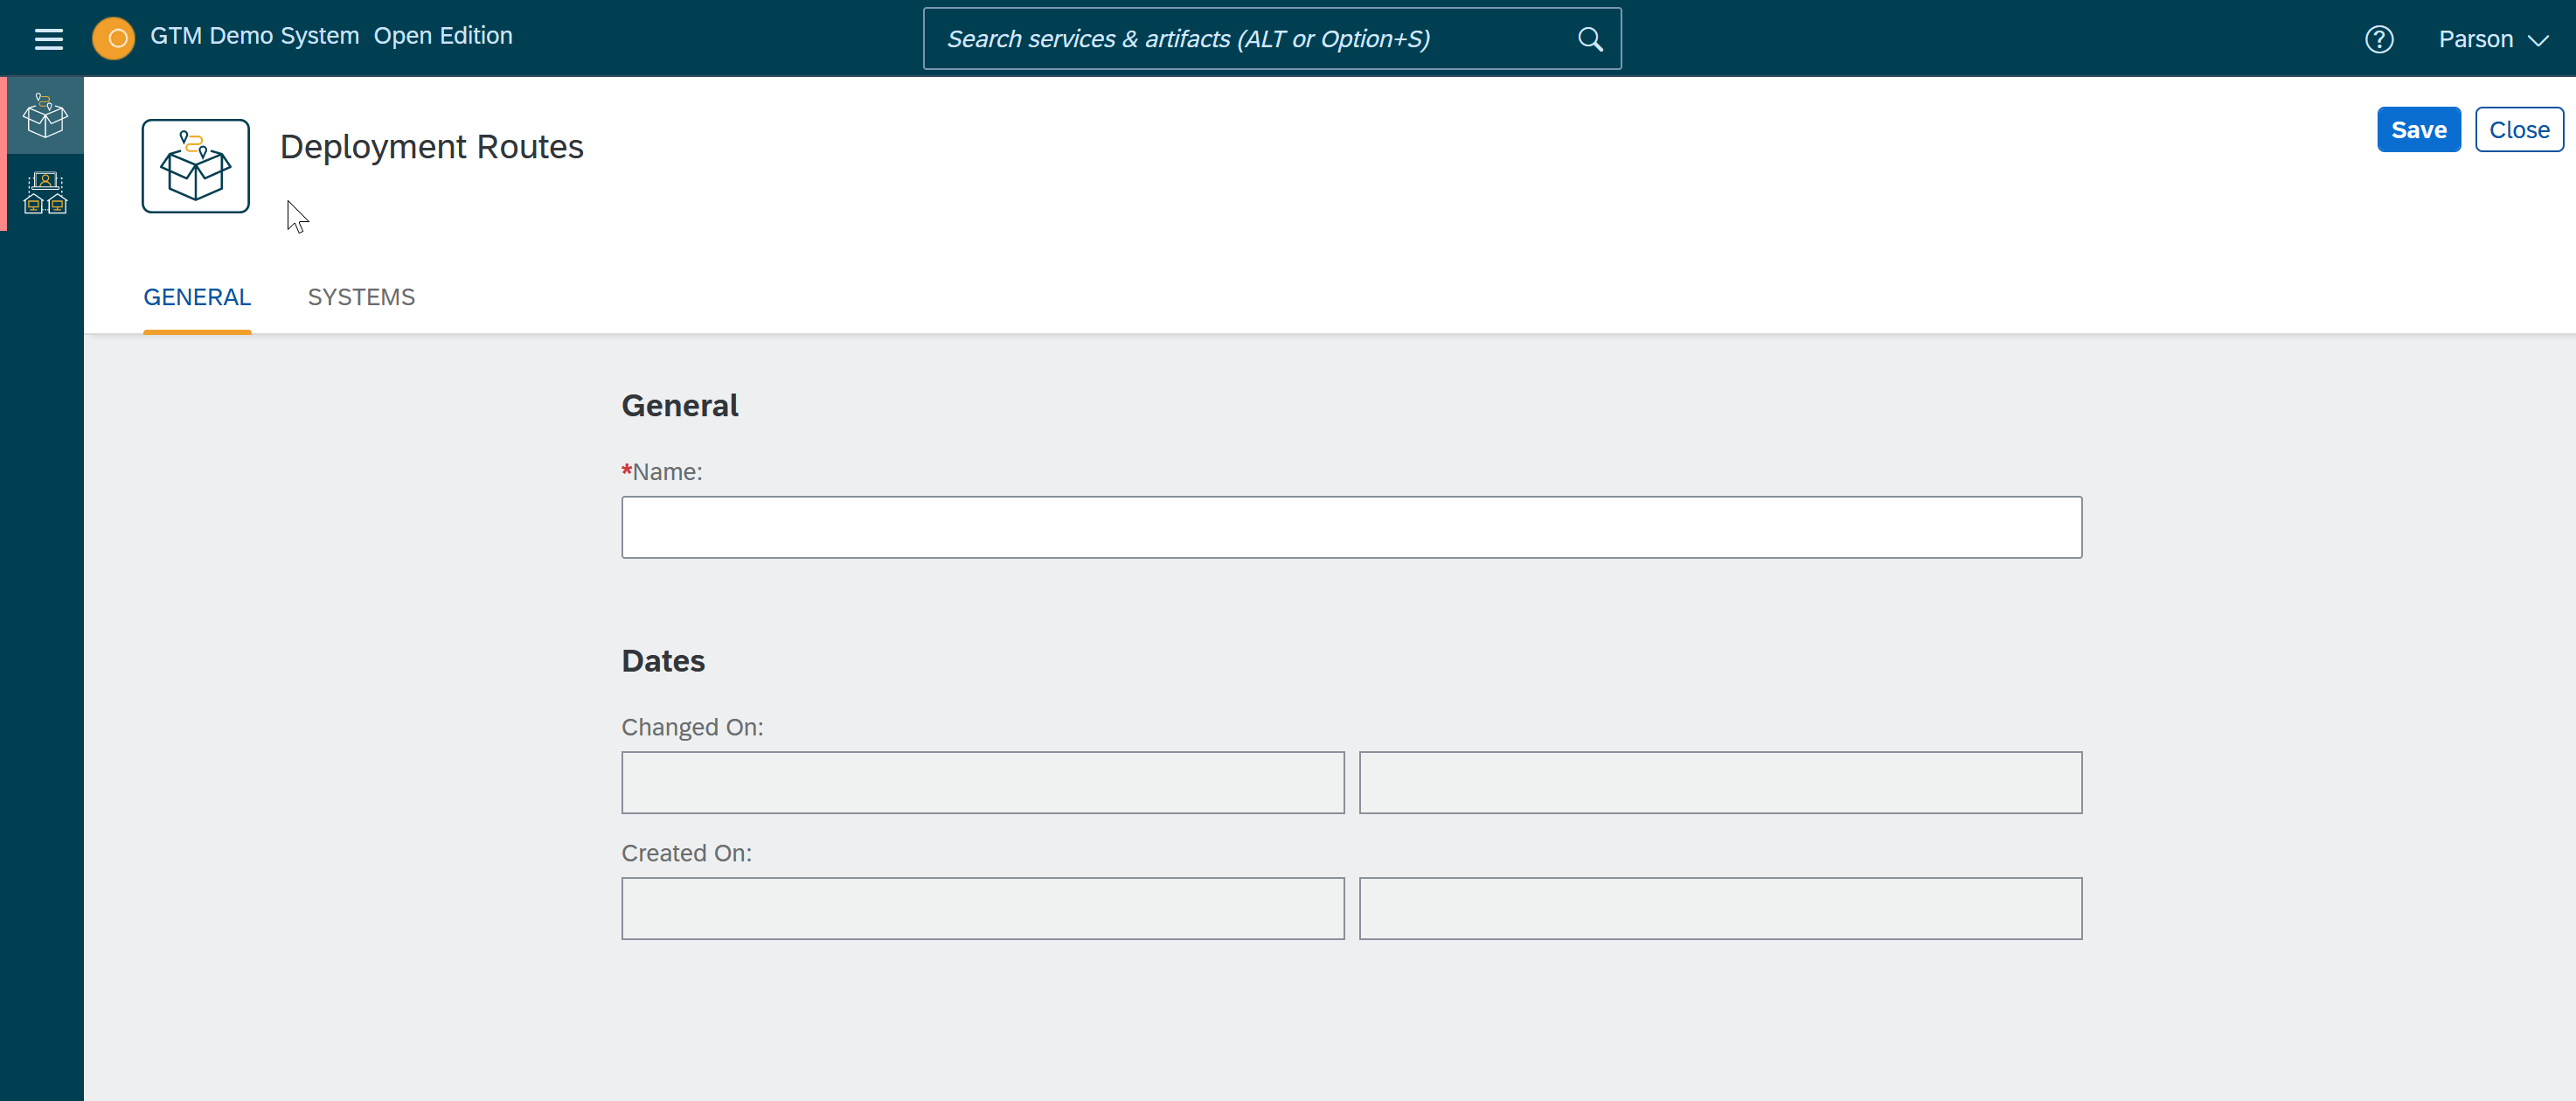 GTM Demo System Open Edition
Search services & artifacts (ALT or Option+S)
Parson
Deployment Routes
Save
Close
GENERAL
SYSTEMS
General
*Name:
Dates
Changed On:
Created On: